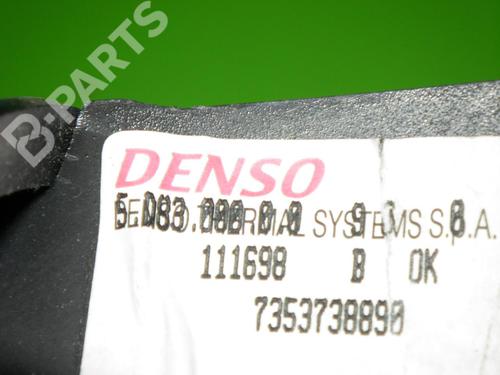 B-PARTS
DENSO
DENSO THERMAL SYSTEMS S.p.A.
111698 B OK
7353738890